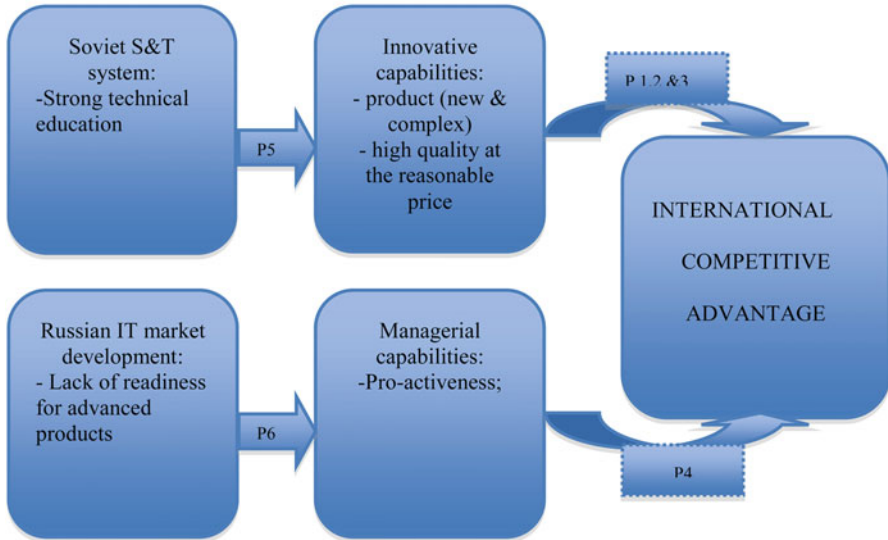 Soviet S&T
system:
-Strong technical
education
P5
Innovative
capabilities:
- product (new &
complex)
- high quality at
the reasonable
price
P 1,2 &3
INTERNATIONAL
COMPETITIVE
ADVANTAGE
Russian IT market
development:
- Lack of readiness
for advanced
products
P6
Managerial
capabilities:
-Pro-activeness;
P4